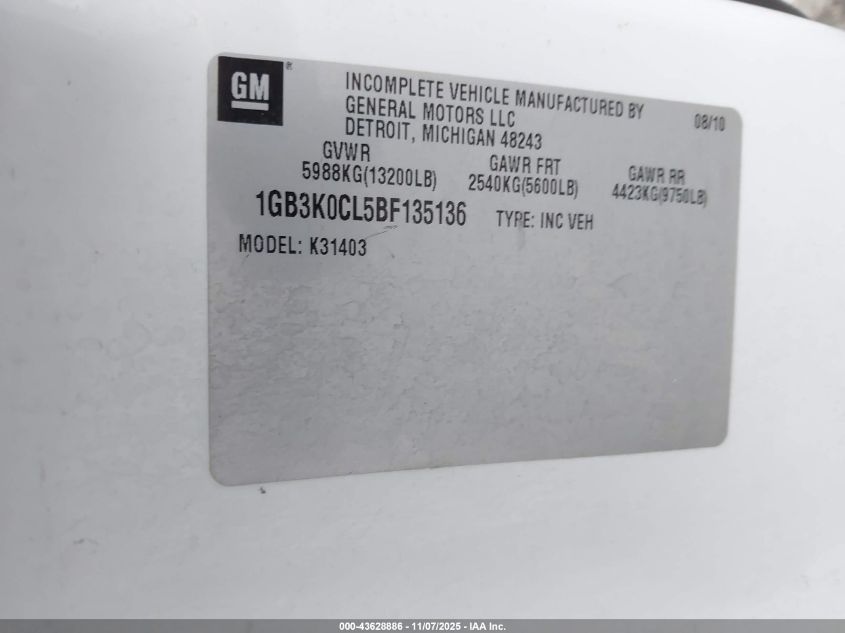 GM®
INCOMPLETE VEHICLE MANUFACTURED BY
GENERAL MOTORS LLC
DETROIT, MICHIGAN 48243
08/10
GVWR GAWR FRT GAWR RR
5988KG(13200LB) 2540KG(5600LB) 4423KG(9750LB)
1GB3K0CL5BF135136 TYPE: INC VEH
MODEL: K31403
000-43628886 - 11/07/2025 - IAA Inc.